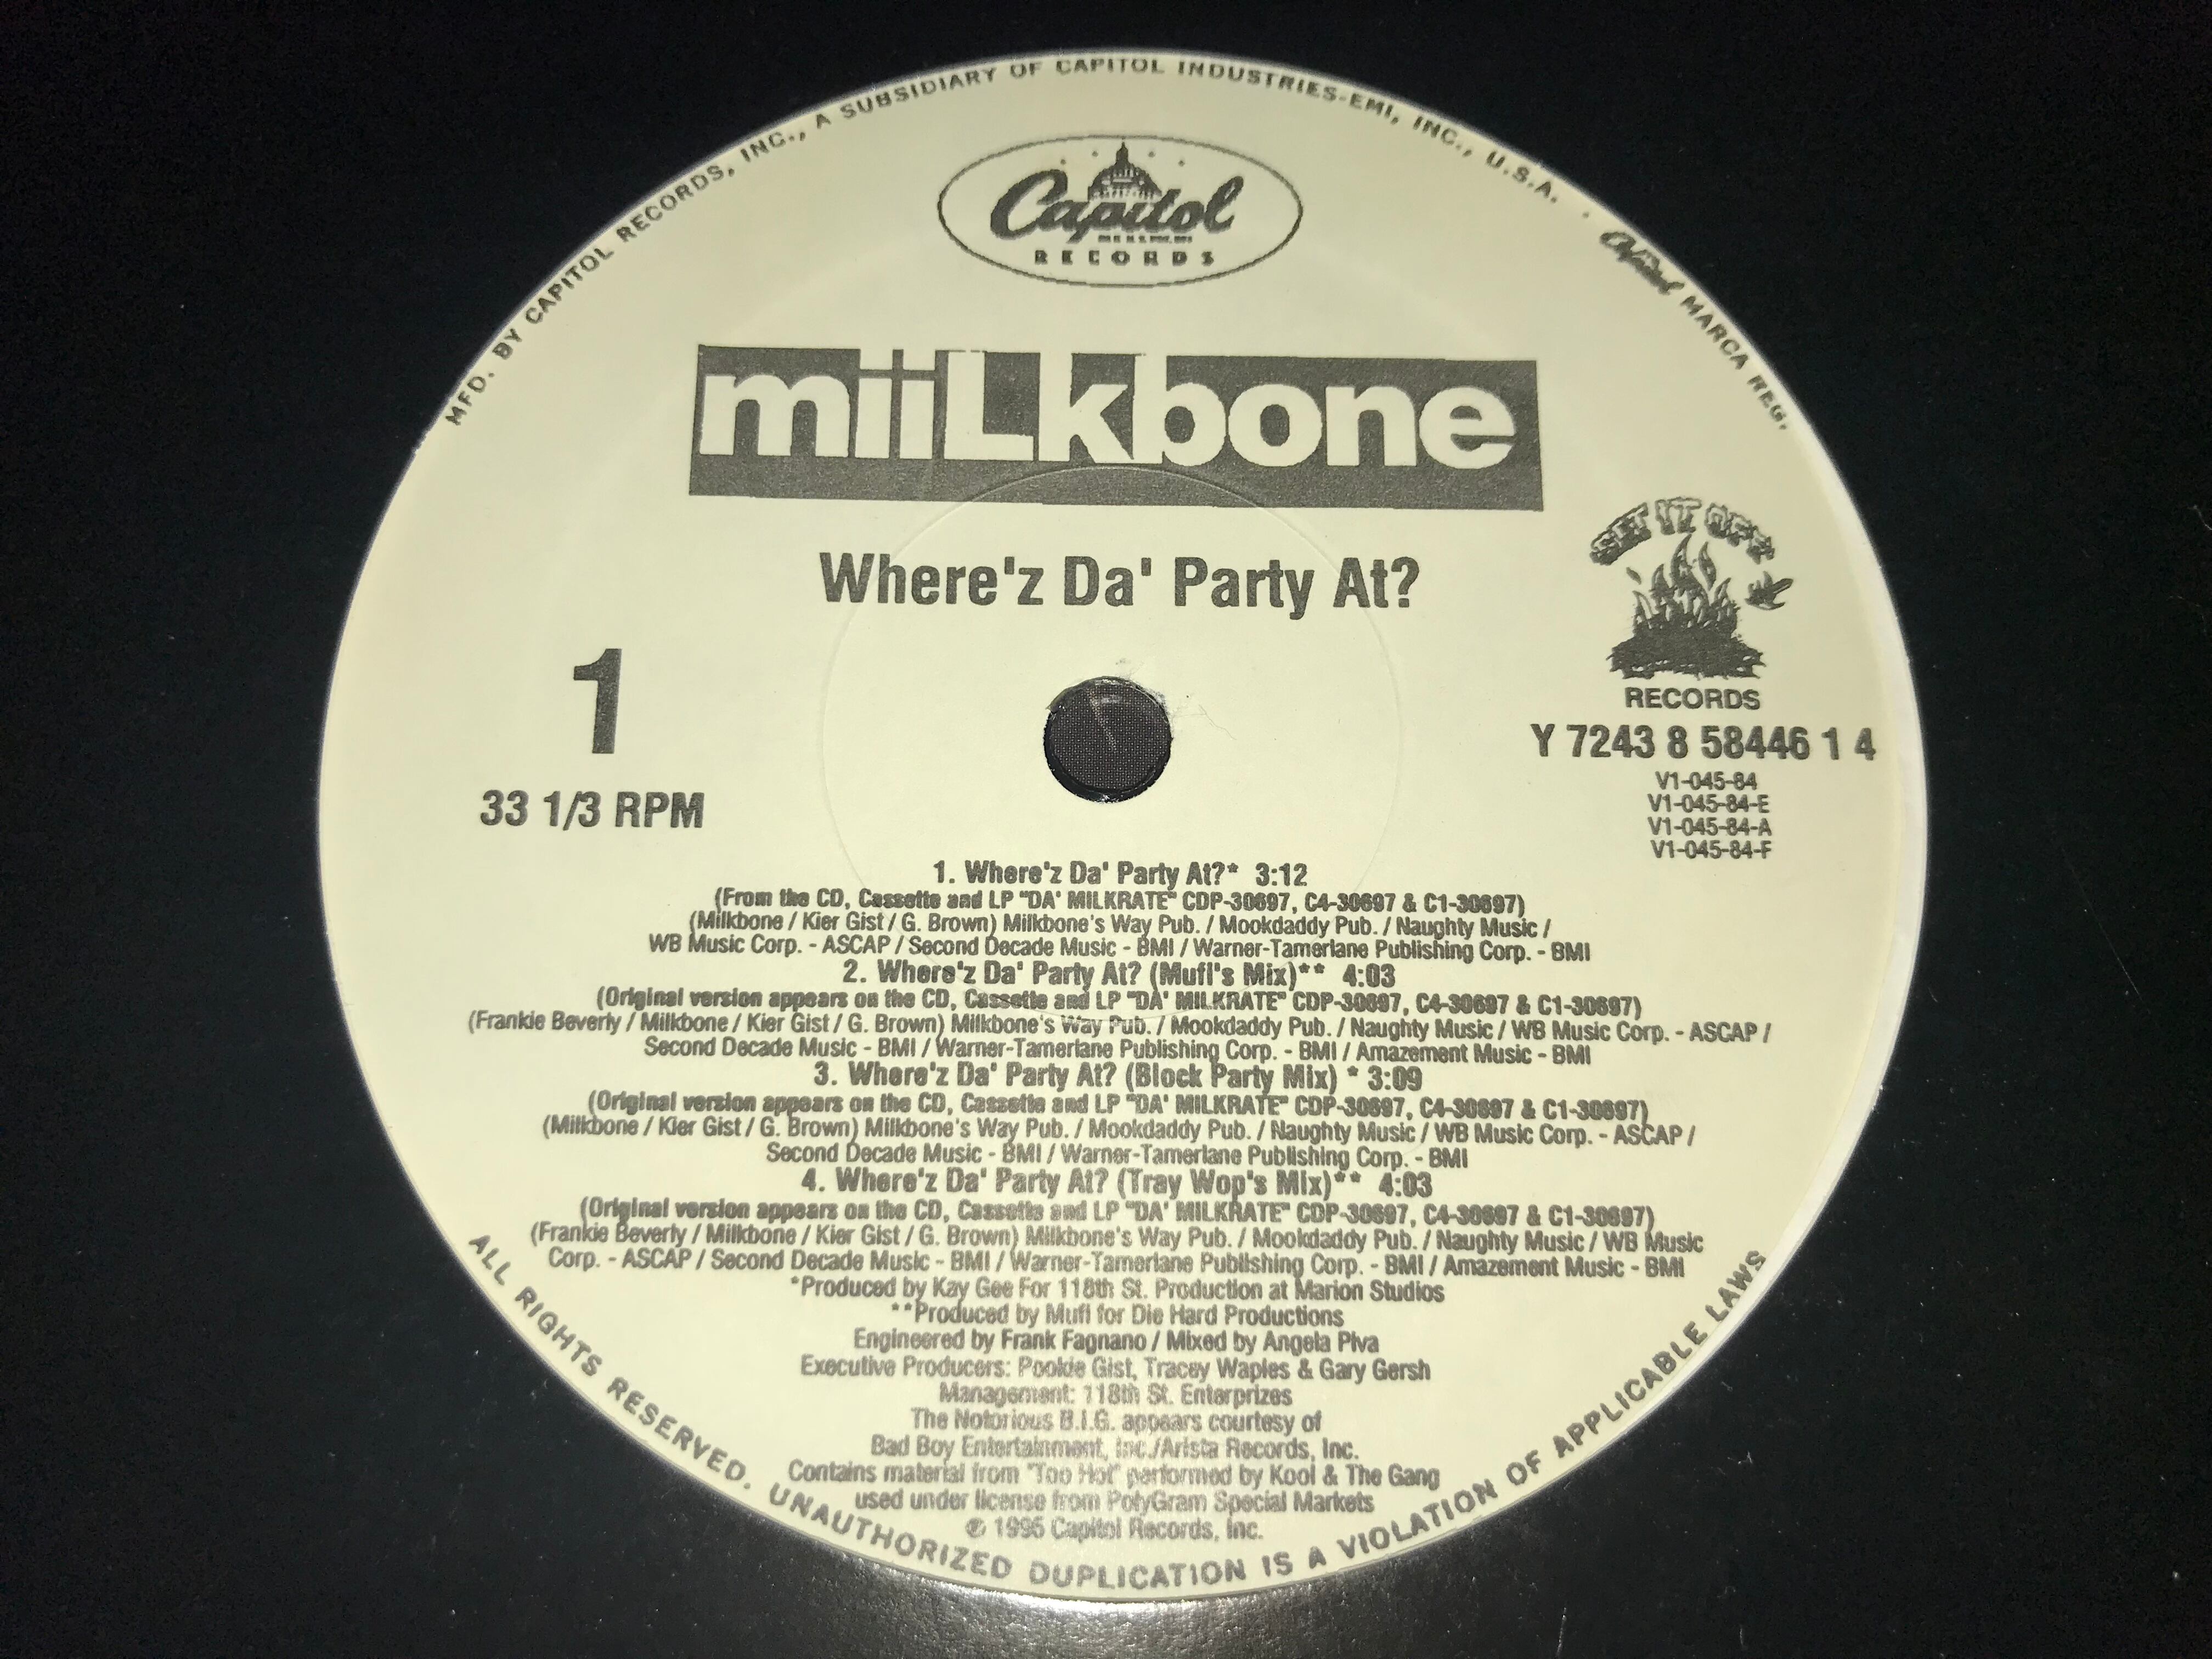 MFD. BY CAPITOL RECORDS, INC., A SUBSIDIARY OF CAPITOL INDUSTRIES-EMI, INC., U.S.A. · Capitol MARCA REG.
Capitol
RECORDS
miiLkbone
SET IT OFF
RECORDS
Where'z Da' Party At?
1
33 1/3 RPM
Y 7243 8 58446 1 4
V1-045-84
V1-045-84-E
V1-045-84-A
V1-045-84-F
1. Where'z Da' Party At?* 3:12
(From the CD, Cassette and LP "DA' MILKRATE" CDP-30697, C4-30697 & C1-30697)
(Milkbone / Kier Gist / G. Brown) Milkbone's Way Pub. / Mookdaddy Pub. / Naughty Music /
WB Music Corp. - ASCAP / Second Decade Music - BMI / Warner-Tamerlane Publishing Corp. - BMI
2. Where'z Da' Party At? (Mufi's Mix)** 4:03
(Original version appears on the CD, Cassette and LP "DA' MILKRATE" CDP-30697, C4-30697 & C1-30697)
(Frankie Beverly / Milkbone / Kier Gist / G. Brown) Milkbone's Way Pub. / Mookdaddy Pub. / Naughty Music / WB Music Corp. - ASCAP /
Second Decade Music - BMI / Warner-Tamerlane Publishing Corp. - BMI / Amazement Music - BMI
3. Where'z Da' Party At? (Block Party Mix) * 3:09
(Original version appears on the CD, Cassette and LP "DA' MILKRATE" CDP-30697, C4-30697 & C1-30697)
(Milkbone / Kier Gist / G. Brown) Milkbone's Way Pub. / Mookdaddy Pub. / Naughty Music / WB Music Corp. - ASCAP /
Second Decade Music - BMI / Warner-Tamerlane Publishing Corp. - BMI
4. Where'z Da' Party At? (Tray Wop's Mix)** 4:03
(Original version appears on the CD, Cassette and LP "DA' MILKRATE" CDP-30697, C4-30697 & C1-30697)
(Frankie Beverly / Milkbone / Kier Gist / G. Brown) Milkbone's Way Pub. / Mookdaddy Pub. / Naughty Music / WB Music
Corp. - ASCAP / Second Decade Music - BMI / Warner-Tamerlane Publishing Corp. - BMI / Amazement Music - BMI
*Produced by Kay Gee For 118th St. Production at Marion Studios
**Produced by Mufi for Die Hard Productions
Engineered by Frank Fagnano / Mixed by Angela Piva
Executive Producers: Pookie Gist, Tracey Waples & Gary Gersh
Management: 118th St. Enterprizes
The Notorious B.I.G. appears courtesy of
Bad Boy Entertainment, Inc./Arista Records, Inc.
Contains material from "Too Hot" performed by Kool & The Gang
used under license from PolyGram Special Markets
℗ 1995 Capitol Records, Inc.
ALL RIGHTS RESERVED. UNAUTHORIZED DUPLICATION IS A VIOLATION OF APPLICABLE LAWS